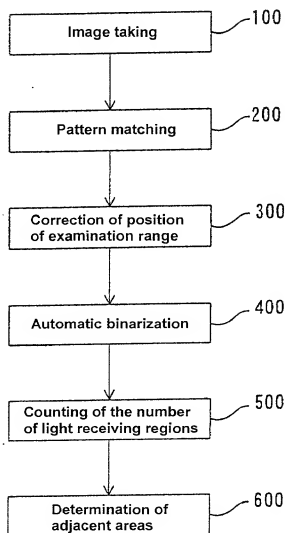 Image taking
100
Pattern matching
200
Correction of position
of examination range
300
Automatic binarization
400
Counting of the number
of light receiving regions
500
Determination of
adjacent areas
600